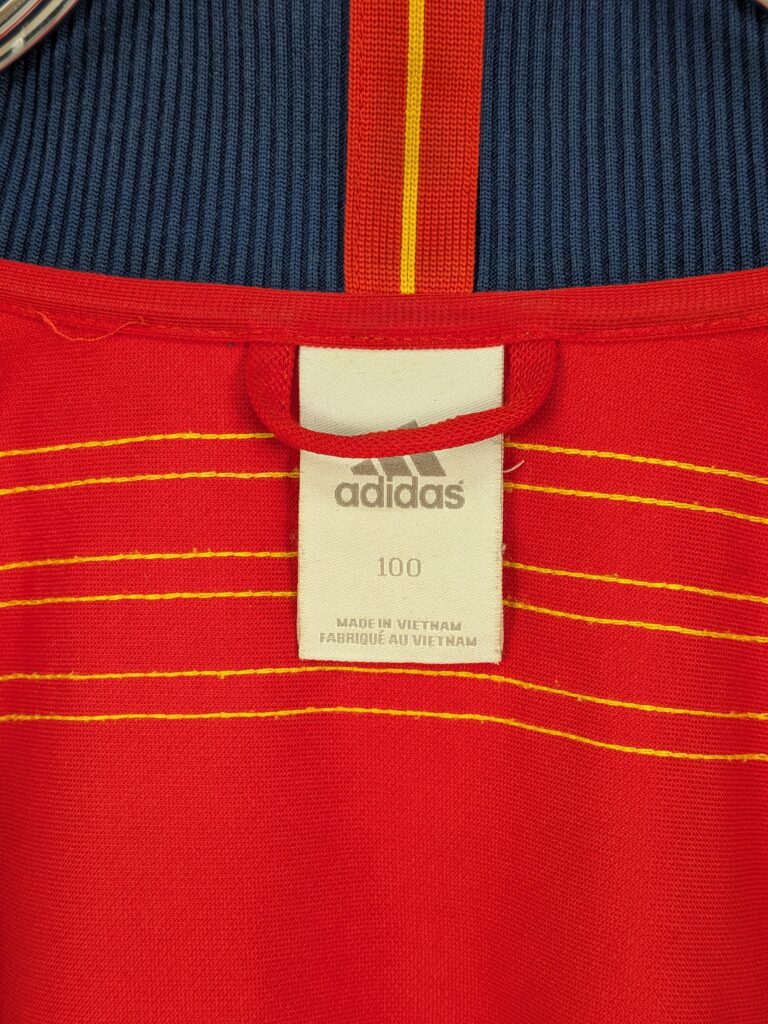 adidas
100
MADE IN VIETNAM
FABRIQUÉ AU VIETNAM